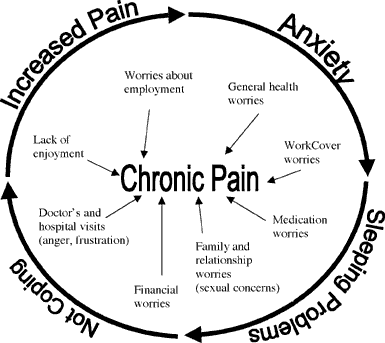 Increased Pain
Anxiety
Worries about
employment
General health
worries
Lack of
enjoyment
WorkCover
worries
Chronic Pain
Doctor's and
hospital visits
(anger, frustration)
Medication
worries
Family and
relationship
worries
(sexual concerns)
Financial
worries
Not Coping
Sleeping Problems